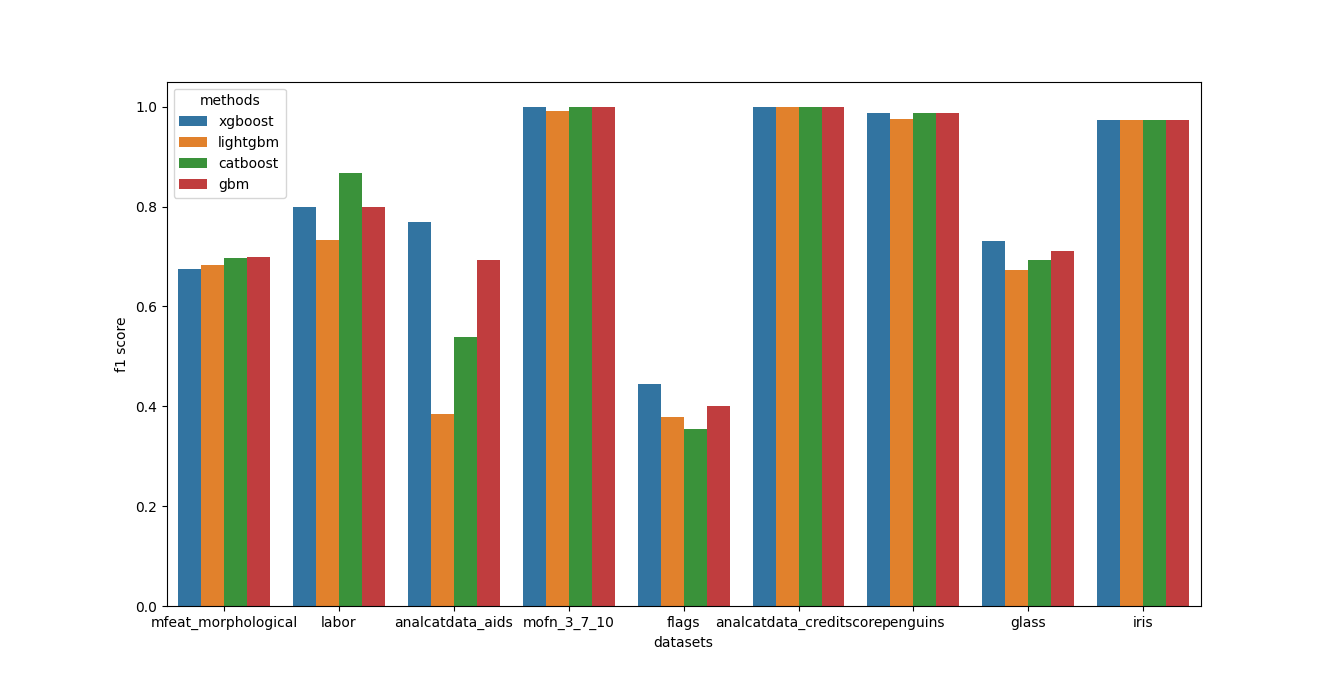 methods
xgboost
lightgbm
catboost
gbm
1.0
0.8
0.6
0.4
0.2
0.0
f1 score
mfeat_morphological labor analcatdata_aids mofn_3_7_10 flags analcatdata_creditscore penguins glass iris
datasets